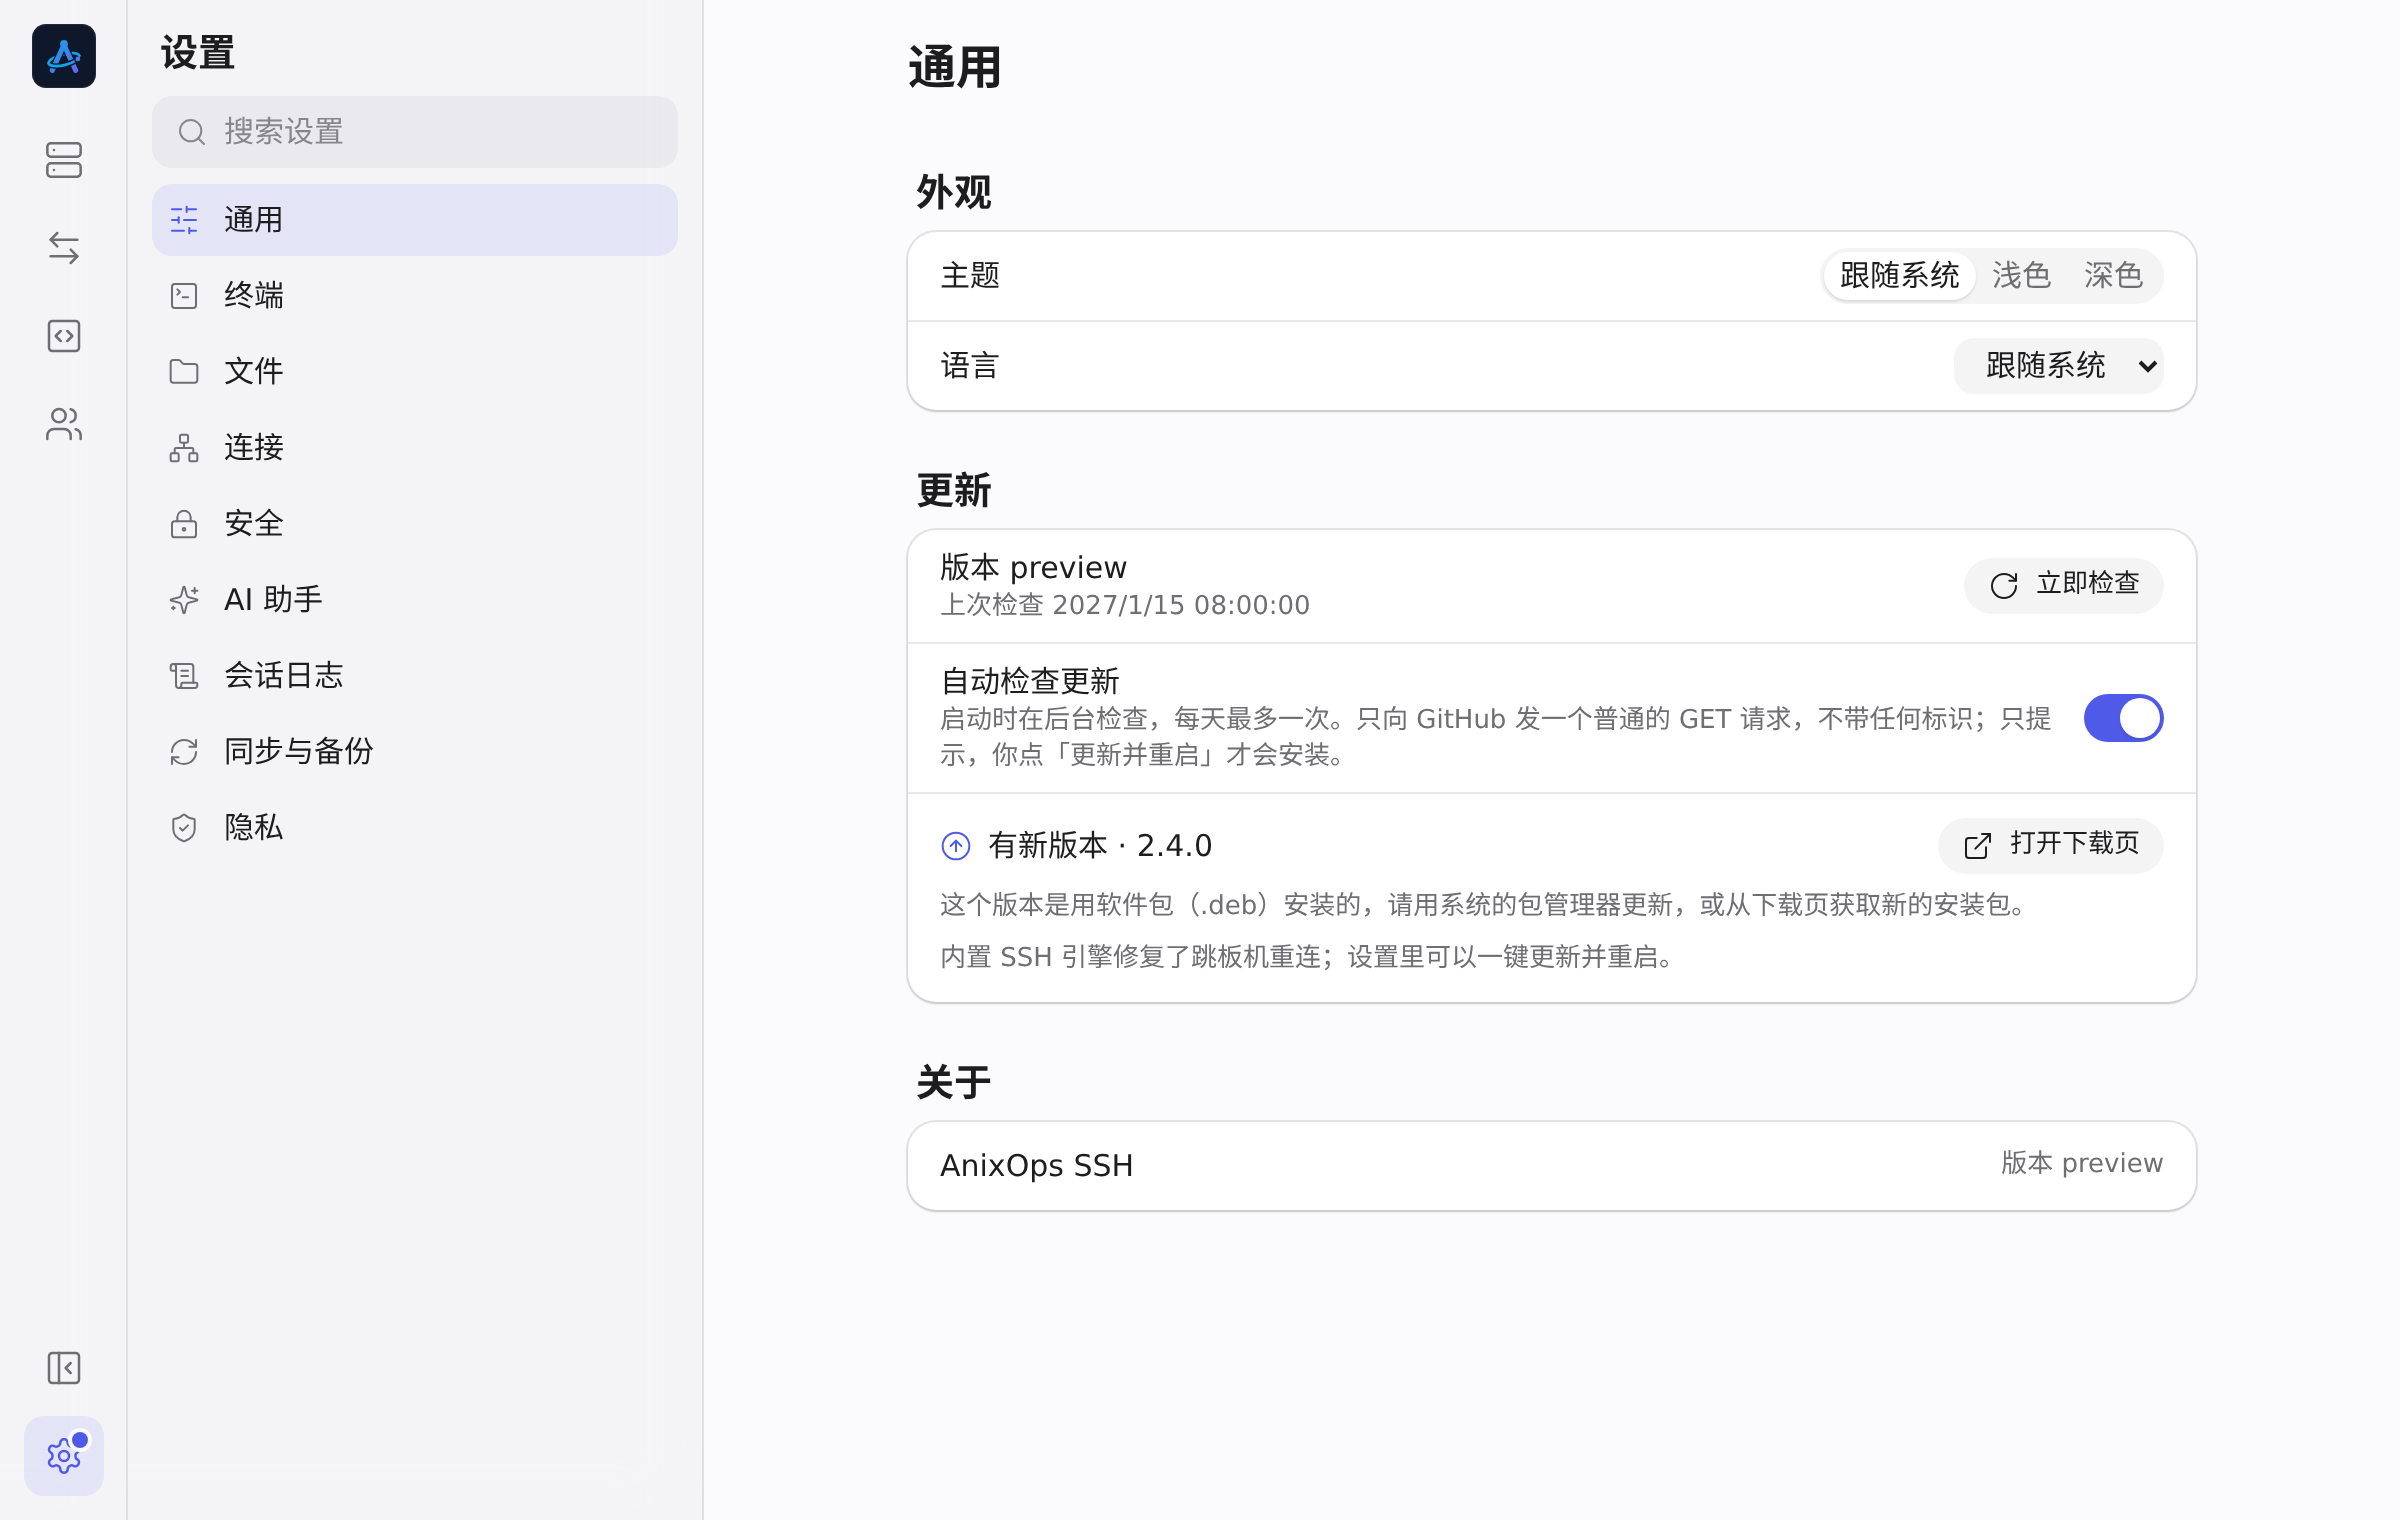 设置
搜索设置
通用
终端
文件
连接
安全
AI 助手
会话日志
同步与备份
隐私
通用
外观
主题
跟随系统 浅色 深色
语言
跟随系统
更新
版本 preview
上次检查 2027/1/15 08:00:00
立即检查
自动检查更新
启动时在后台检查，每天最多一次。只向 GitHub 发一个普通的 GET 请求，不带任何标识；只提
示，你点「更新并重启」才会安装。
有新版本 · 2.4.0
打开下载页
这个版本是用软件包（.deb）安装的，请用系统的包管理器更新，或从下载页获取新的安装包。
内置 SSH 引擎修复了跳板机重连；设置里可以一键更新并重启。
关于
AnixOps SSH
版本 preview